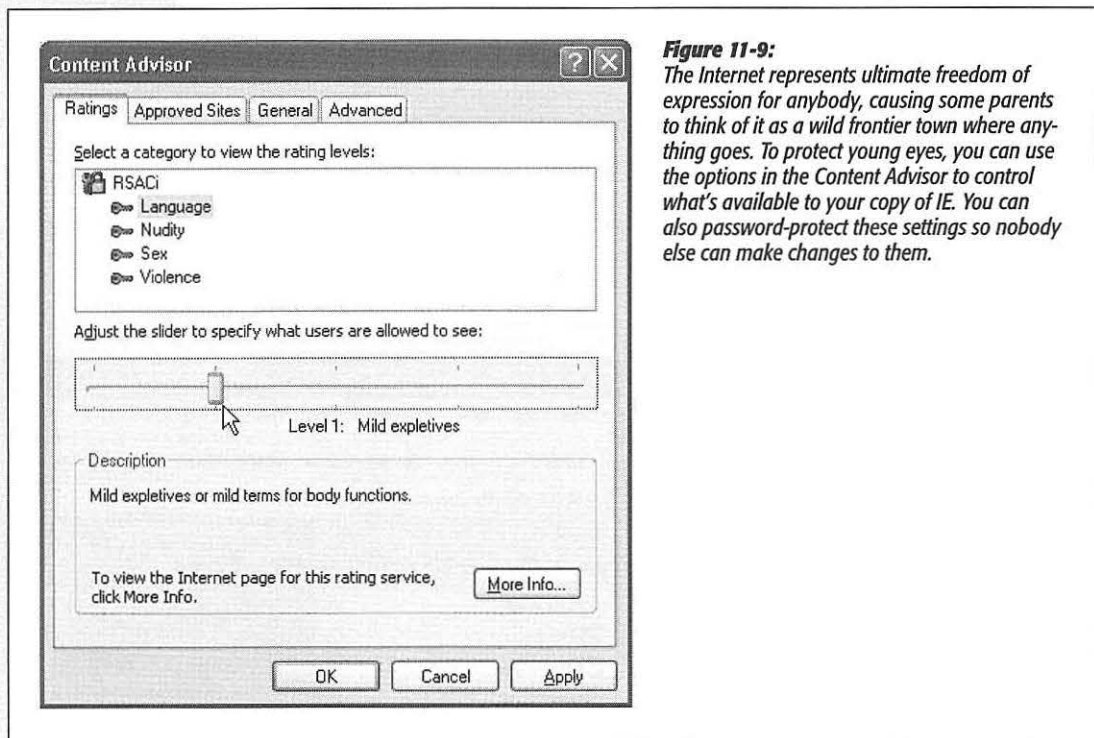 Content Advisor
Ratings
Approved Sites
General
Advanced
Select a category to view the rating levels:
RSACi
Language
Nudity
Sex
Violence
Adjust the slider to specify what users are allowed to see:
Level 1: Mild expletives
Description
Mild expletives or mild terms for body functions.
To view the Internet page for this rating service,
click More Info.
More Info...
OK
Cancel
Apply
Figure 11-9:
The Internet represents ultimate freedom of
expression for anybody, causing some parents
to think of it as a wild frontier town where any-
thing goes. To protect young eyes, you can use
the options in the Content Advisor to control
what's available to your copy of IE. You can
also password-protect these settings so nobody
else can make changes to them.